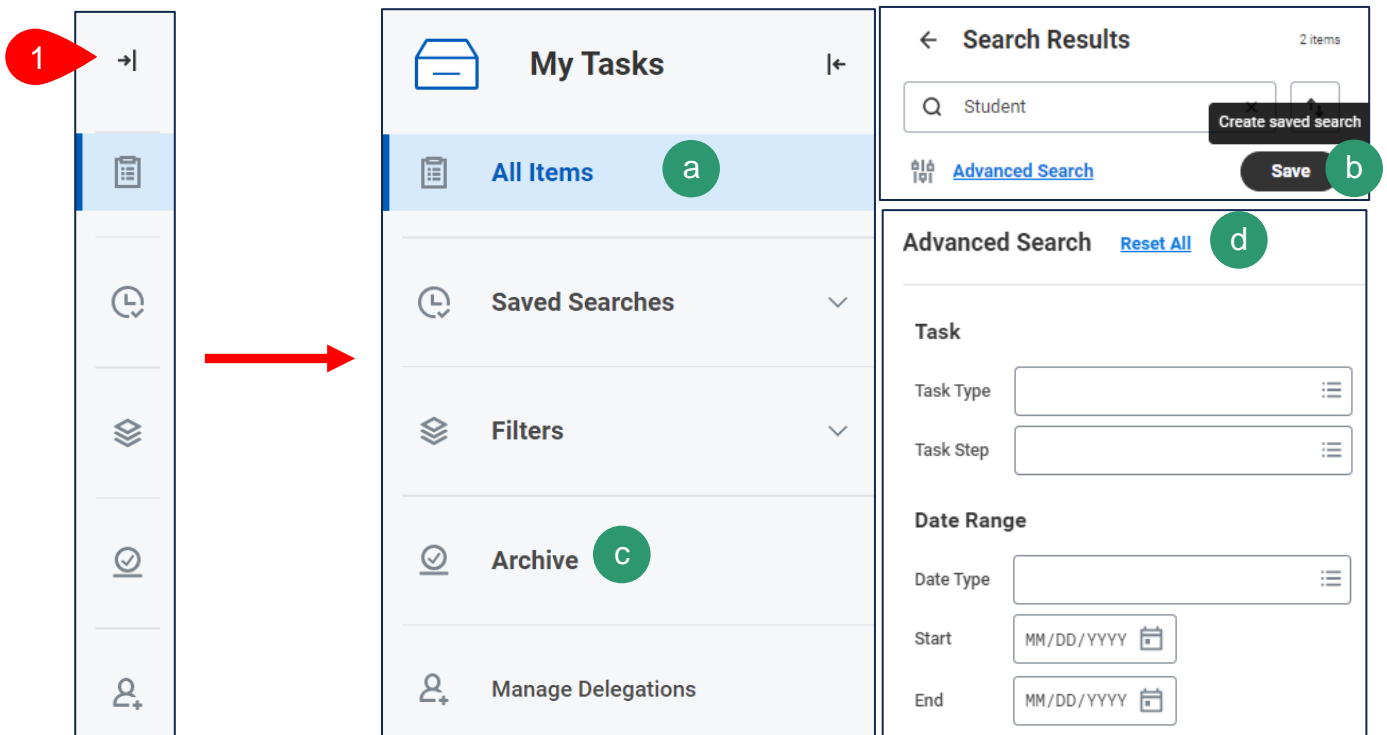 1
My Tasks
All Items
a
Saved Searches
Filters
Archive
c
Manage Delegations
Search Results
2 items
Student
Create saved search
Advanced Search
Save
b
Advanced Search
Reset All
d
Task
Task Type
Task Step
Date Range
Date Type
Start
MM/DD/YYYY
End
MM/DD/YYYY